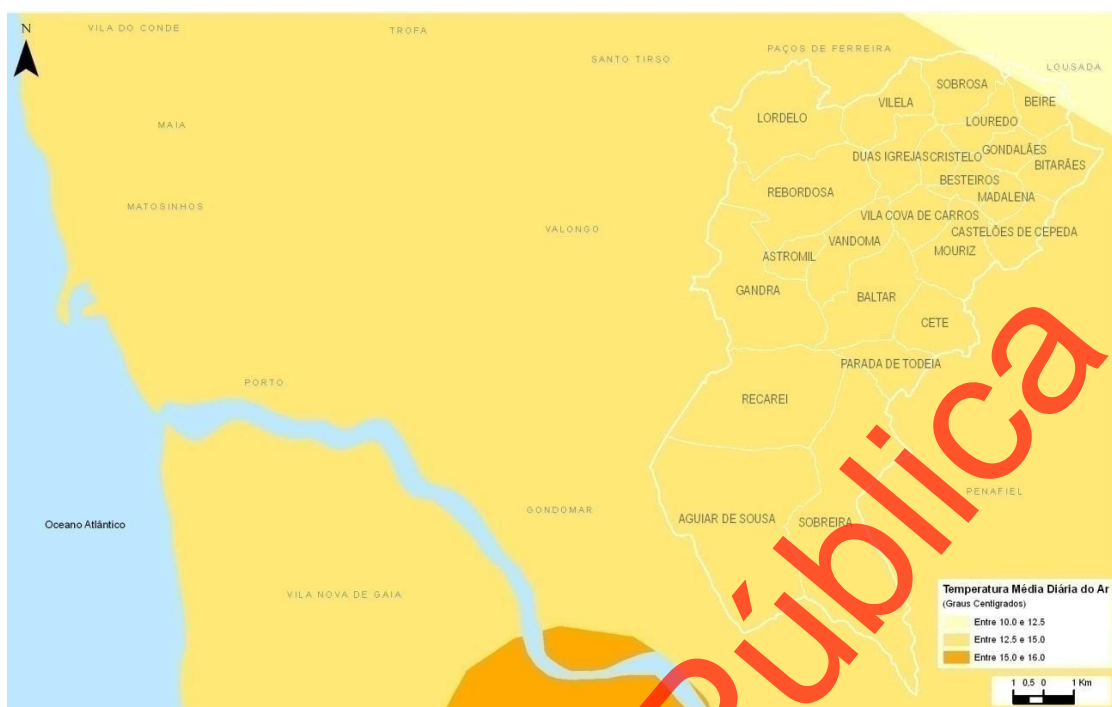 N
VILA DO CONDE
TROFA
SANTO TIRSO
PAÇOS DE FERREIRA
LOUSADA
SOBROSA
VILELA
BEIRE
LORDELO
LOUREDO
MAIA
GONDALÃES
DUAS IGREJAS
CRISTELO
BITARÃES
BESTEIROS
REBORDOSA
MADALENA
MATOSINHOS
VILA COVA DE CARROS
VALONGO
CASTELÕES DE CEPEDA
VANDOMA
MOURIZ
ASTROMIL
GANDRA
BALTAR
CETE
PARADA DE TODEIA
PORTO
RECAREI
PENAFIEL
GONDOMAR
AGUIAR DE SOUSA
SOBREIRA
Oceano Atlântico
VILA NOVA DE GAIA
Temperatura Média Diária do Ar
(Graus Centigrados)
Entre 10.0 e 12.5
Entre 12.5 e 15.0
Entre 15.0 e 16.0
1 0,5 0 1 Km
Pública